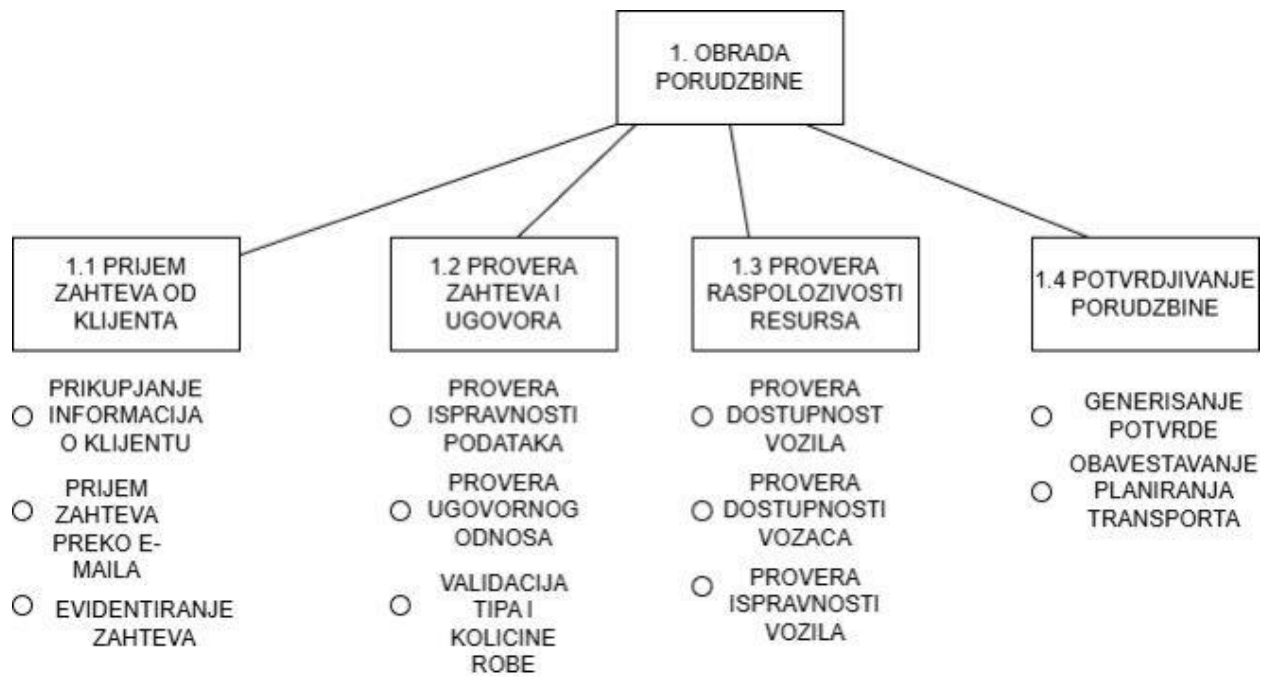 1. OBRADA
PORUDZBINE
1.1 PRIJEM
ZAHTEVA OD
KLIJENTA
1.2 PROVERA
ZAHTEVA I
UGOVORA
1.3 PROVERA
RASPOLOZIVOSTI
RESURSA
1.4 POTVRDJIVANJE
PORUDZBINE
PRIKUPJANJE
INFORMACIJA
O KLIJENTU
PRIJEM
ZAHTEVA
PREKO E-
MAILA
EVIDENTIRANJE
ZAHTEVA
PROVERA
ISPRAVNOSTI
PODATAKA
PROVERA
UGOVORNOG
ODNOSA
VALIDACIJA
TIPA I
KOLICINE
ROBE
PROVERA
DOSTUPNOST
VOZILA
PROVERA
DOSTUPNOSTI
VOZACA
PROVERA
ISPRAVNOSTI
VOZILA
GENERISANJE
POTVRDE
OBAVESTAVANJE
PLANIRANJA
TRANSPORTA